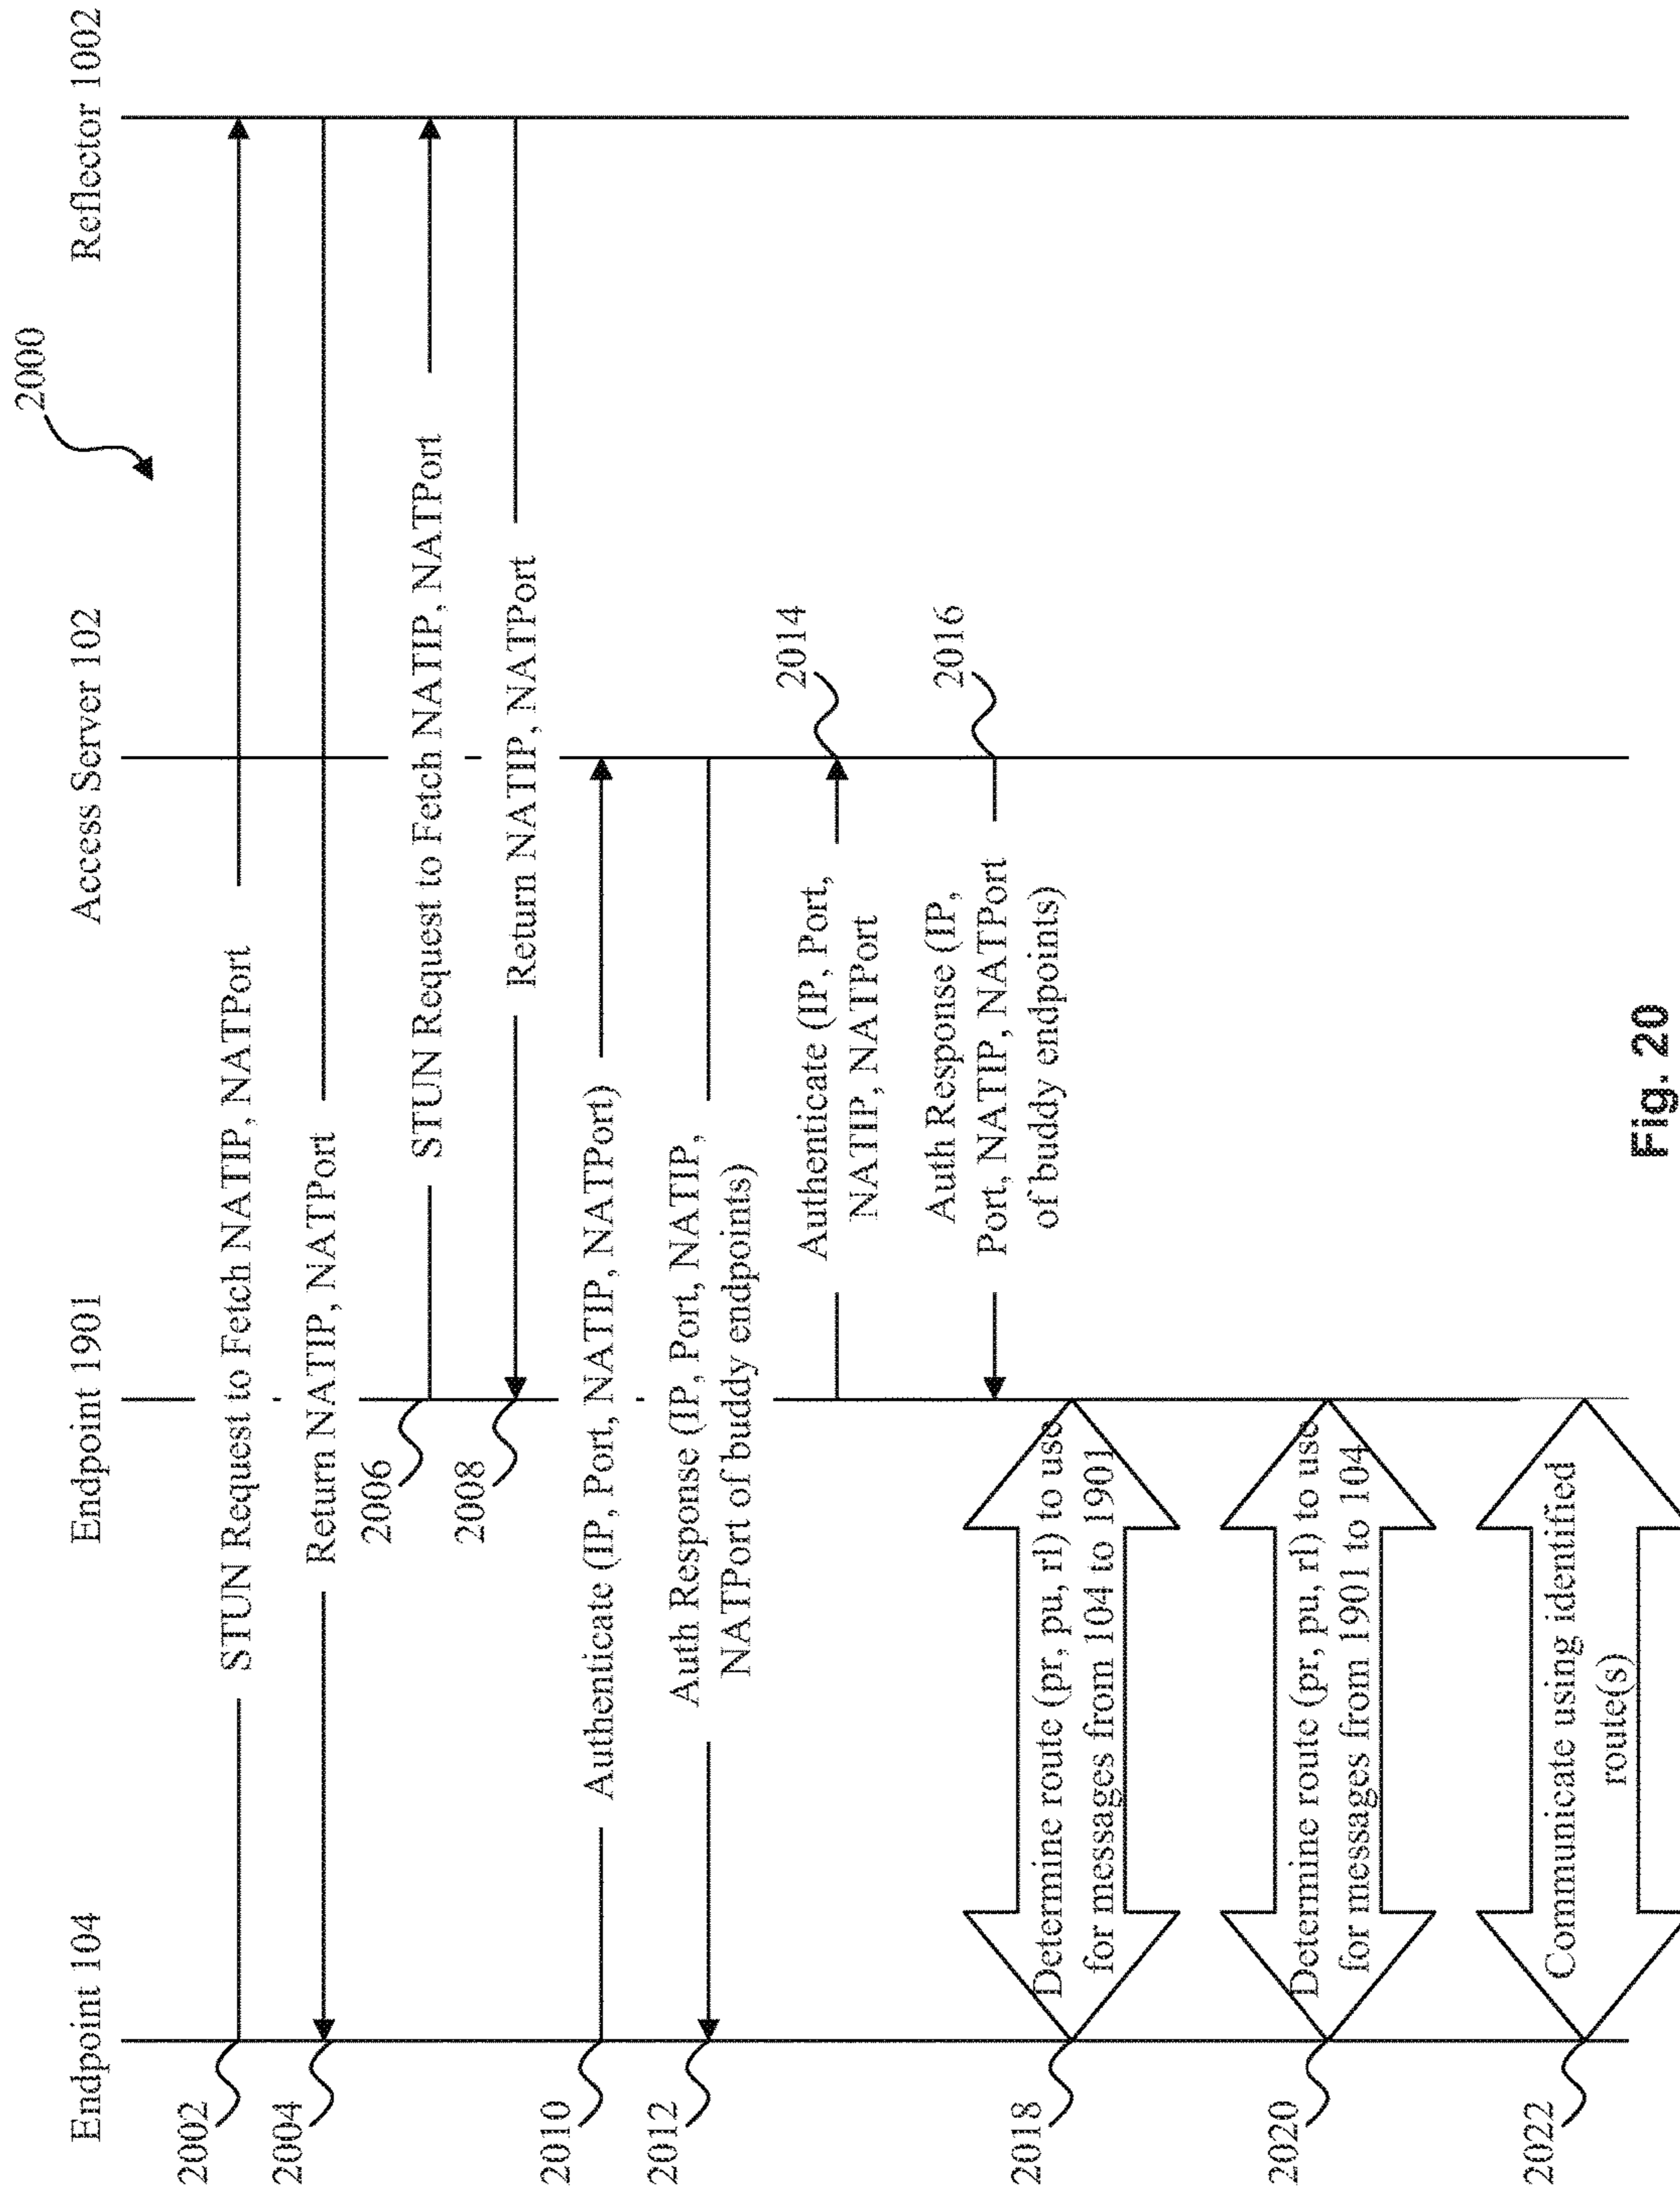 2000
Endpoint 104
Endpoint 1901
Access Server 102
Reflector 1002
2002
STUN Request to Fetch NATIP, NATPort
2004
Return NATIP, NATPort
2006
STUN Request to Fetch NATIP, NATPort
2008
Return NATIP, NATPort
2010
Authenticate (IP, Port, NATIP, NATPort)
2012
Auth Response (IP, Port, NATIP,
NATPort of buddy endpoints)
Authenticate (IP, Port,
NATIP, NATPort
2014
Auth Response (IP,
Port, NATIP, NATPort
of buddy endpoints)
2016
2018
Determine route (pr, pu, rl) to use
for messages from 104 to 1901
2020
Determine route (pr, pu, rl) to use
for messages from 1901 to 104
2022
Communicate using identified
route(s)
Fig. 20